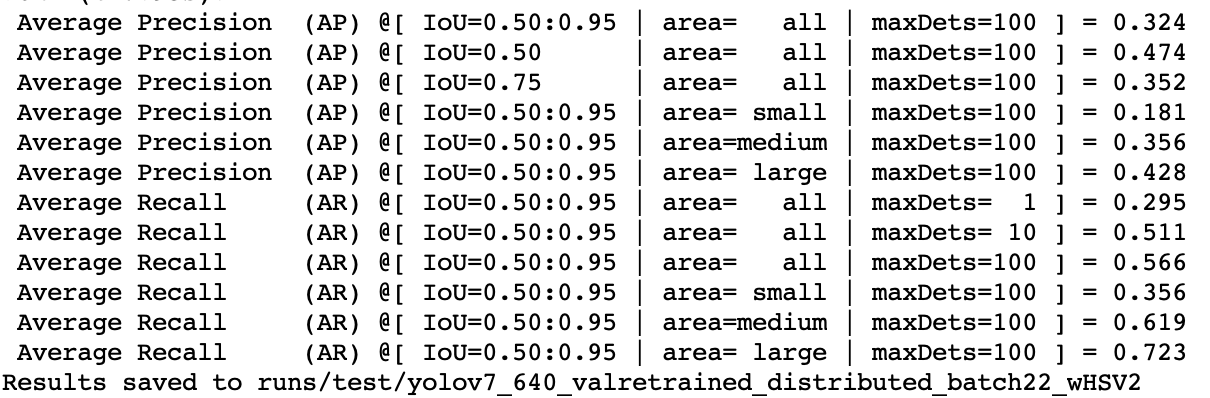 Average Precision  (AP) @[ IoU=0.50:0.95 | area=   all | maxDets=100 ] = 0.324
Average Precision  (AP) @[ IoU=0.50      | area=   all | maxDets=100 ] = 0.474
Average Precision  (AP) @[ IoU=0.75      | area=   all | maxDets=100 ] = 0.352
Average Precision  (AP) @[ IoU=0.50:0.95 | area= small | maxDets=100 ] = 0.181
Average Precision  (AP) @[ IoU=0.50:0.95 | area=medium | maxDets=100 ] = 0.356
Average Precision  (AP) @[ IoU=0.50:0.95 | area= large | maxDets=100 ] = 0.428
Average Recall     (AR) @[ IoU=0.50:0.95 | area=   all | maxDets=  1 ] = 0.295
Average Recall     (AR) @[ IoU=0.50:0.95 | area=   all | maxDets= 10 ] = 0.511
Average Recall     (AR) @[ IoU=0.50:0.95 | area=   all | maxDets=100 ] = 0.566
Average Recall     (AR) @[ IoU=0.50:0.95 | area= small | maxDets=100 ] = 0.356
Average Recall     (AR) @[ IoU=0.50:0.95 | area=medium | maxDets=100 ] = 0.619
Average Recall     (AR) @[ IoU=0.50:0.95 | area= large | maxDets=100 ] = 0.723
Results saved to runs/test/yolov7_640_valretrained_distributed_batch22_wHSV2